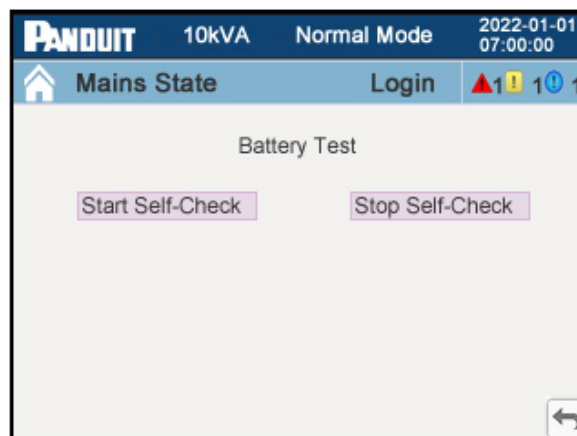 PANDUIT 10kVA Normal Mode 2022-01-01
07:00:00
Mains State Login 1 1 1
Battery Test
Start Self-Check Stop Self-Check